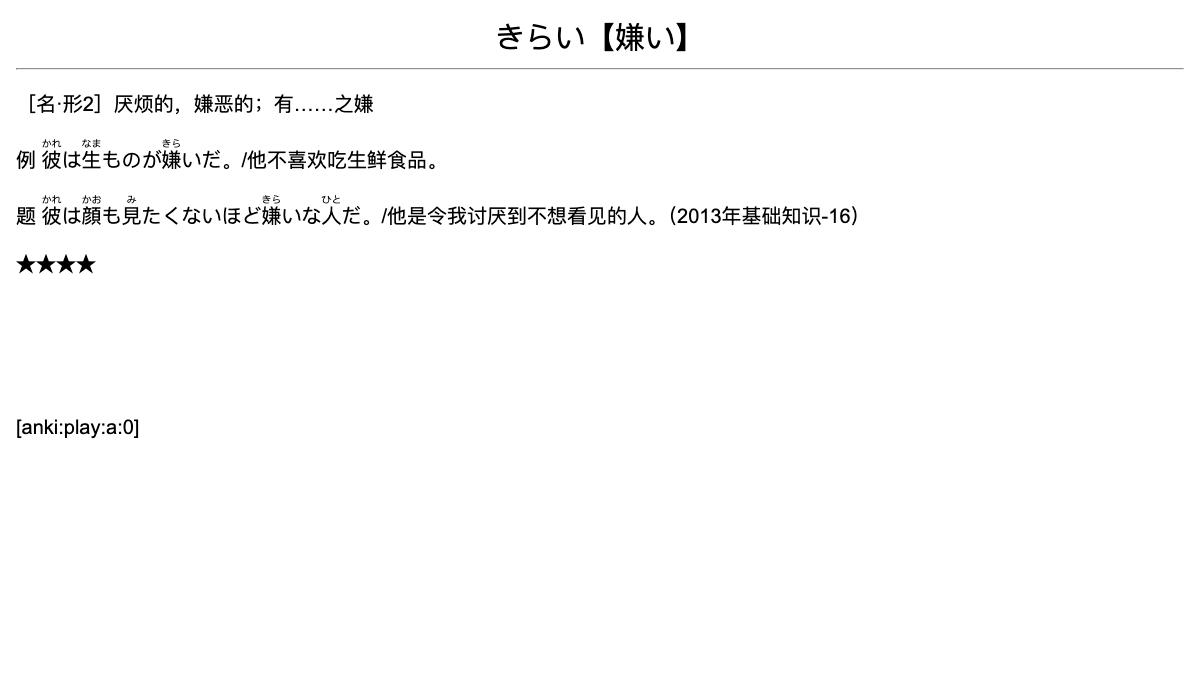 きらい【嫌い】
［名·形2］厌烦的，嫌恶的；有……之嫌
かれ なま きら
例 彼は生ものが嫌いだ。/他不喜欢吃生鲜食品。
かれ かお み きら ひと
题 彼は顔も見たくないほど嫌いな人だ。/他是令我讨厌到不想看见的人。（2013年基础知识-16）
★★★★
[anki:play:a:0]